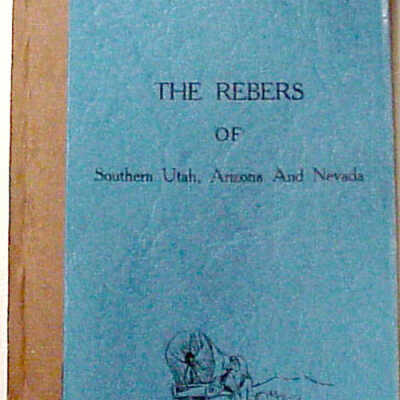 THE REBERS
OF
Southern Utah, Arizona And Nevada